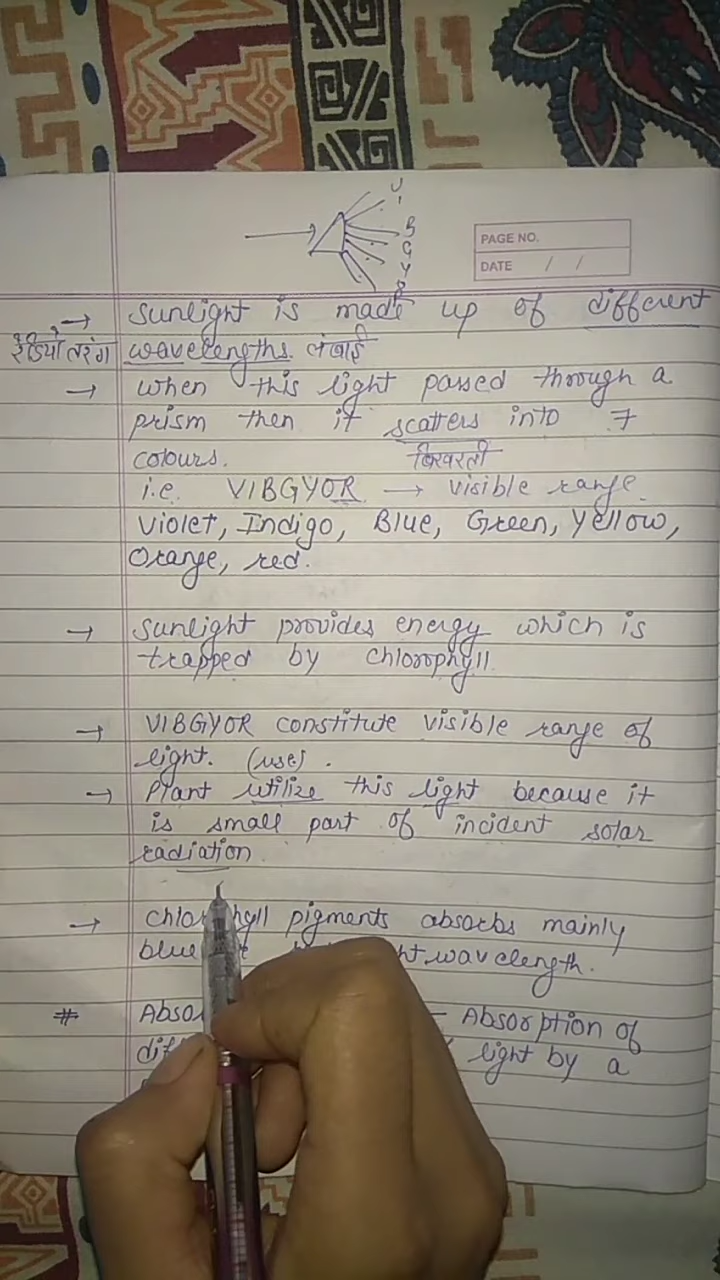 U
I
B
G
Y
O
PAGE NO.
DATE / /
→ Sunlight is made up of different
रेडियो तरंग wavelengths. लंबाई
→ when this light passed through a
prism then it scatters into 7
colours. बिखरती
i.e. VIBGYOR → visible range.
Violet, Indigo, Blue, Green, Yellow,
Orange, red.
→ Sunlight provides energy which is
trapped by chlorophyll
→ VIBGYOR constitute visible range of
light. (use).
→ Plant utilize this light because it
is small part of incident solar
radiation.
→ pigments absorbs mainly
blue wavelength.
# Absorption of
light by a